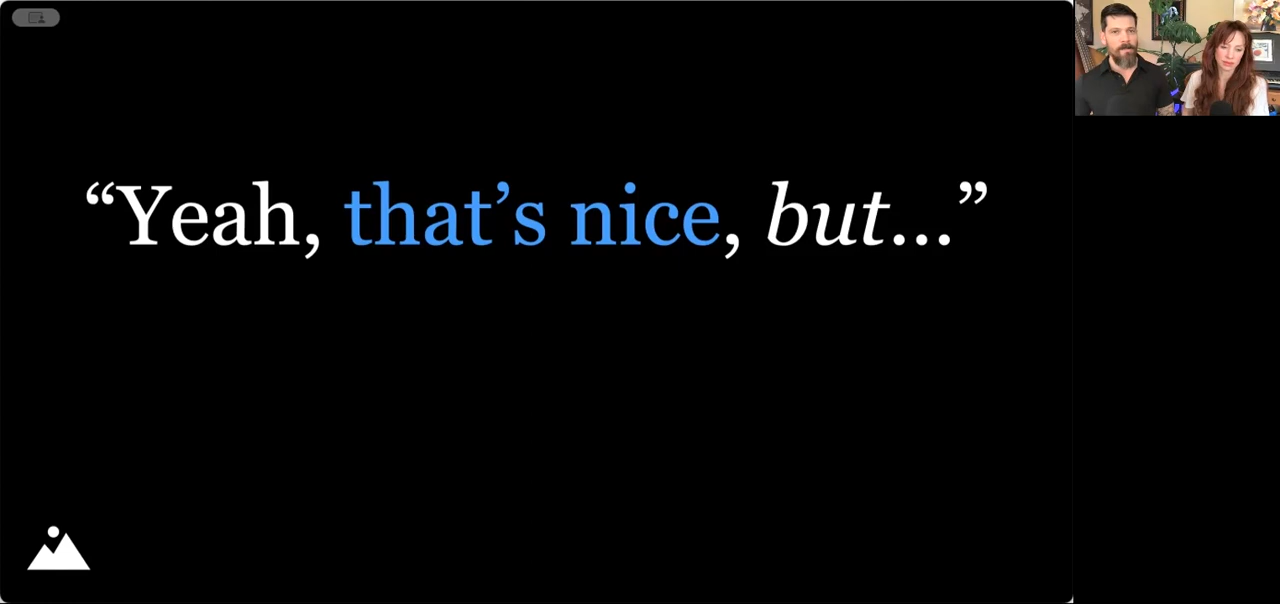 “Yeah, that’s nice, but...”